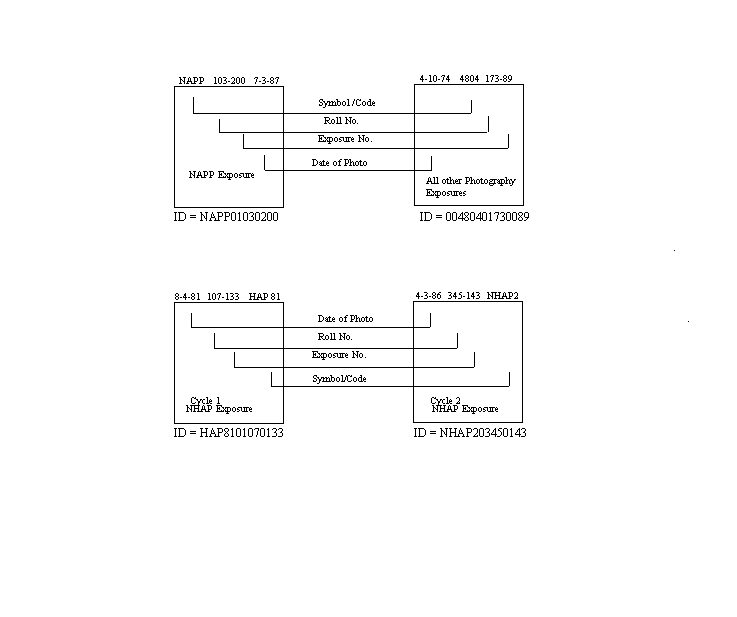 NAPP 103-200 7-3-87
4-10-74 4804 173-89
Symbol/Code
Roll No.
Exposure No.
Date of Photo
NAPP Exposure
All other Photography
Exposures
ID = NAPP01030200
ID = 00480401730089
8-4-81 107-133 HAP 81
4-3-86 345-143 NHAP2
Date of Photo
Roll No.
Exposure No.
Symbol/Code
Cycle 1
NHAP Exposure
Cycle 2
NHAP Exposure
ID = HAP8101070133
ID = NHAP203450143